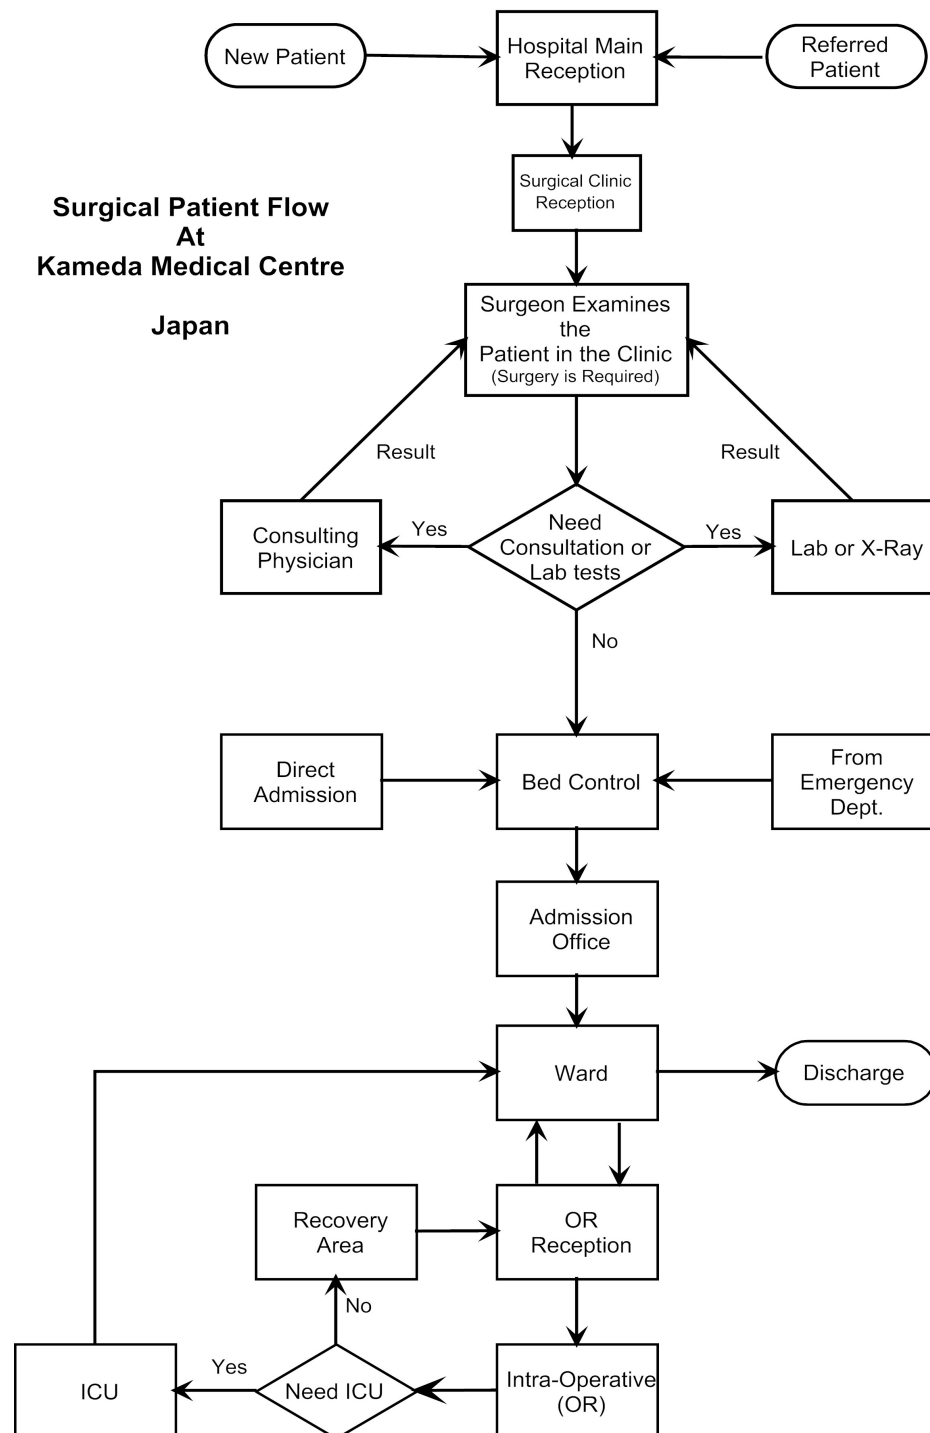 New Patient
Hospital Main
Reception
Referred
Patient
Surgical Clinic
Reception
Surgical Patient Flow
At
Kameda Medical Centre
Japan
Surgeon Examines
the
Patient in the Clinic
(Surgery is Required)
Result
Result
Consulting
Physician
Yes
Need
Consultation or
Lab tests
Yes
Lab or X-Ray
No
Direct
Admission
Bed Control
From
Emergency
Dept.
Admission
Office
Ward
Discharge
Recovery
Area
OR
Reception
No
ICU
Yes
Need ICU
Intra-Operative
(OR)